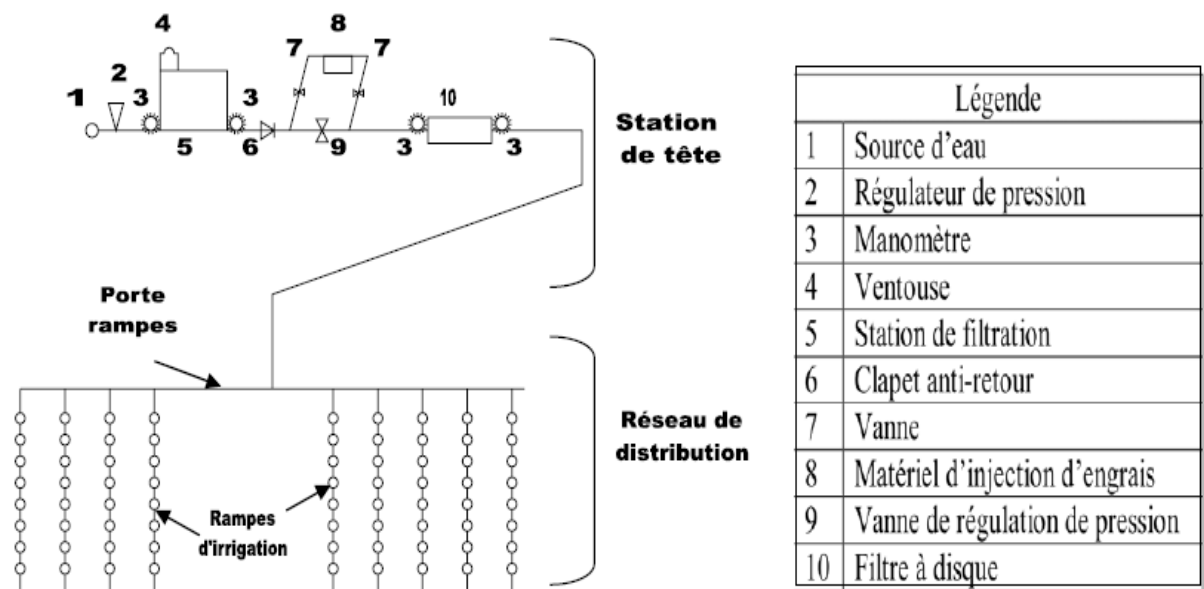 4
8
7
7
2
3
3
10
1
5
6
9
3
3
Station
de tête
Porte
rampes
Réseau de
distribution
Rampes
d'irrigation
Légende
1 Source d'eau
2 Régulateur de pression
3 Manomètre
4 Ventouse
5 Station de filtration
6 Clapet anti-retour
7 Vanne
8 Matériel d'injection d'engrais
9 Vanne de régulation de pression
10 Filtre à disque